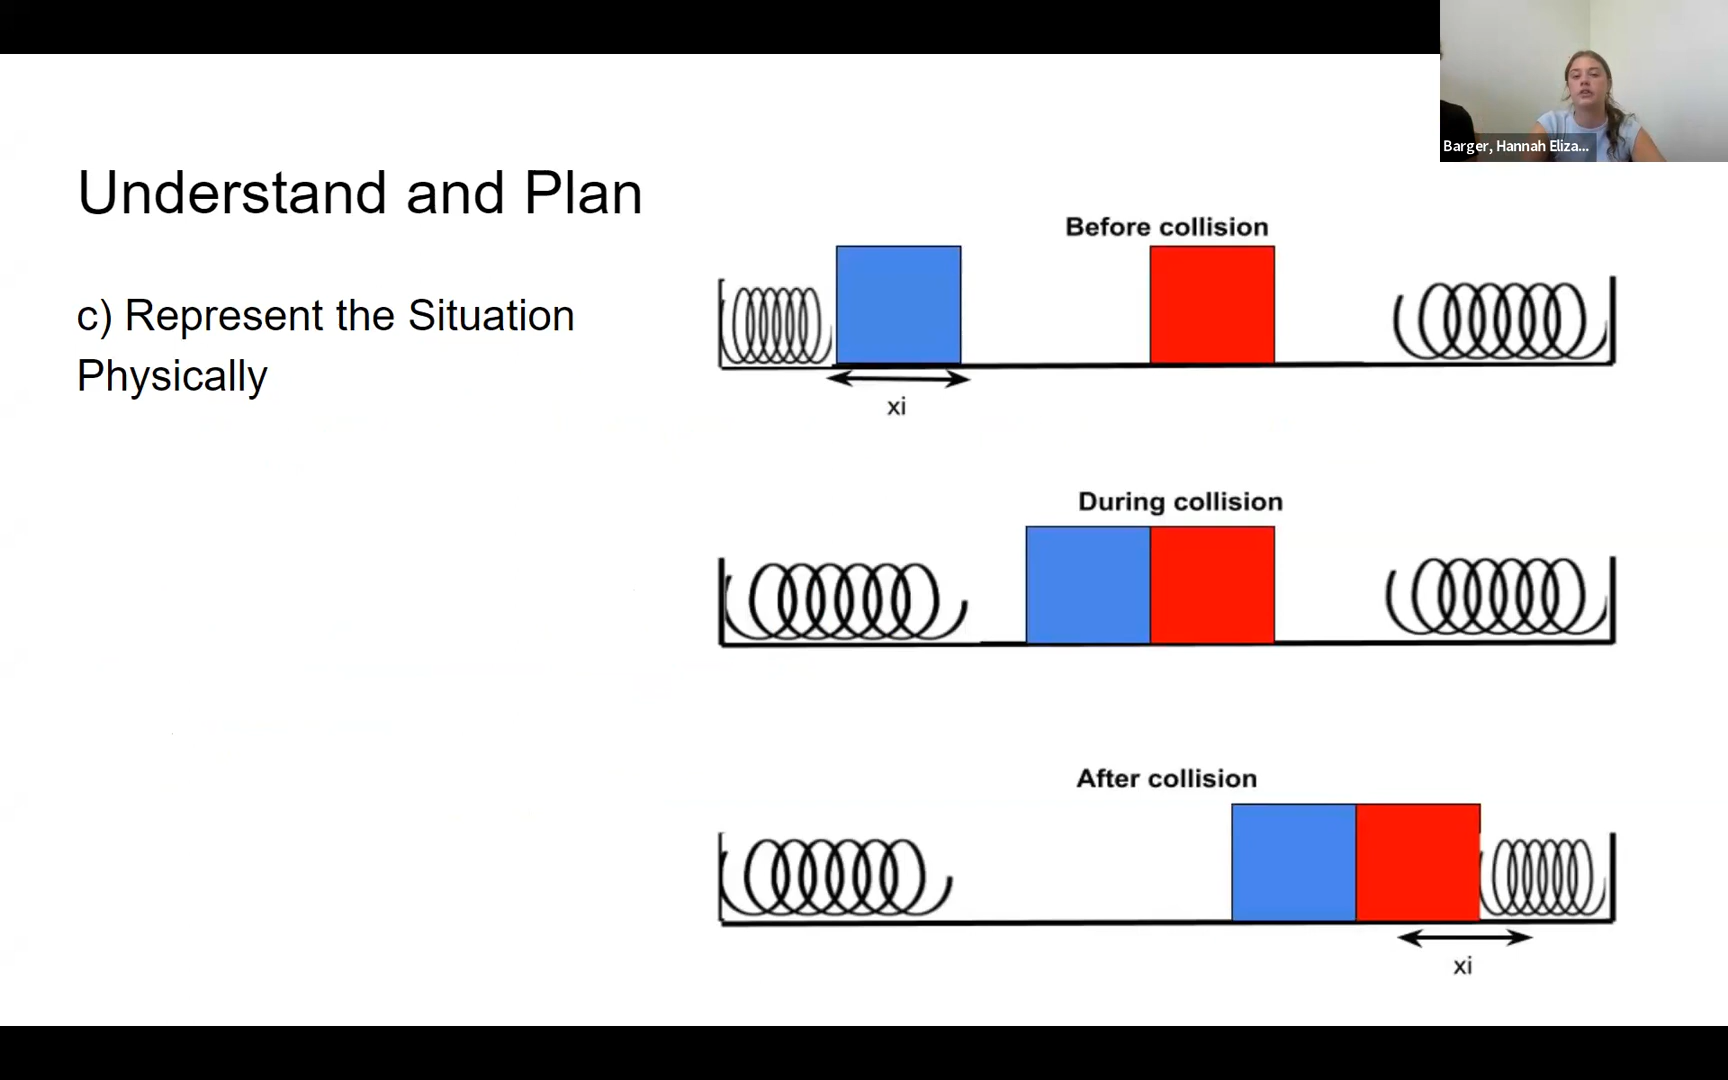 Barger, Hannah Eliza...
Understand and Plan
c) Represent the Situation
Physically
Before collision
xi
During collision
After collision
xi